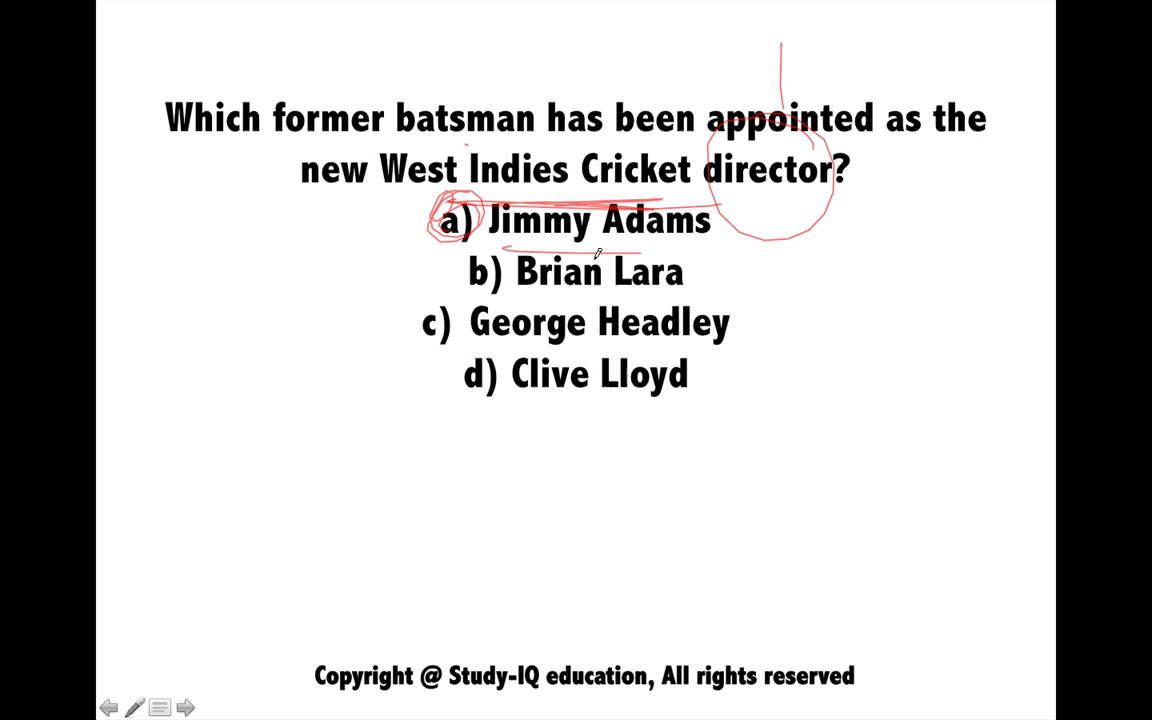 Which former batsman has been appointed as the
new West Indies Cricket director?
a) Jimmy Adams
b) Brian Lara
c) George Headley
d) Clive Lloyd
Copyright @ Study-IQ education, All rights reserved